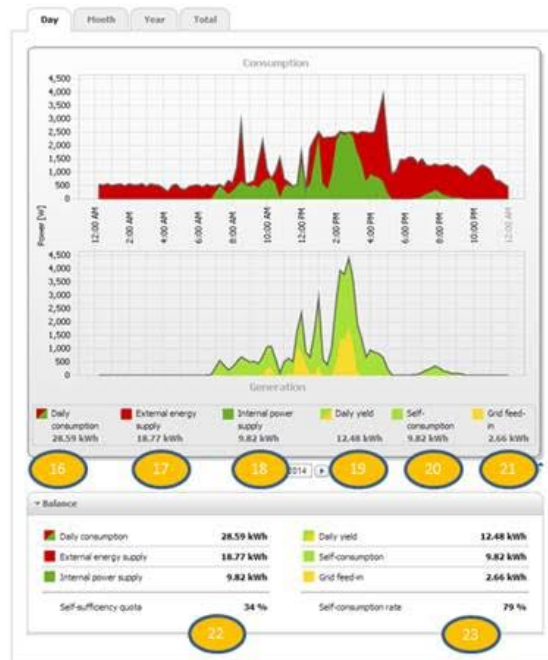 Day Month Year Total
Consumption
4,500
4,000
3,500
3,000
2,500
2,000
1,500
1,000
500
0
Power [W]
12:00 AM 2:00 AM 4:00 AM 6:00 AM 8:00 AM 10:00 AM 12:00 PM 2:00 PM 4:00 PM 6:00 PM 8:00 PM 10:00 PM 12:00 AM
4,500
4,000
3,500
3,000
2,500
2,000
1,500
1,000
500
0
Generation
Daily consumption 28.59 kWh
External energy supply 18.77 kWh
Internal power supply 9.82 kWh
Daily yield 12.48 kWh
Self-consumption 9.82 kWh
Grid feed-in 2.66 kWh
16 17 18 2014 19 20 21
Balance
Daily consumption 28.59 kWh
External energy supply 18.77 kWh
Internal power supply 9.82 kWh
Self-sufficiency quota 34 %
Daily yield 12.48 kWh
Self-consumption 9.82 kWh
Grid feed-in 2.66 kWh
Self-consumption rate 79 %
22 23